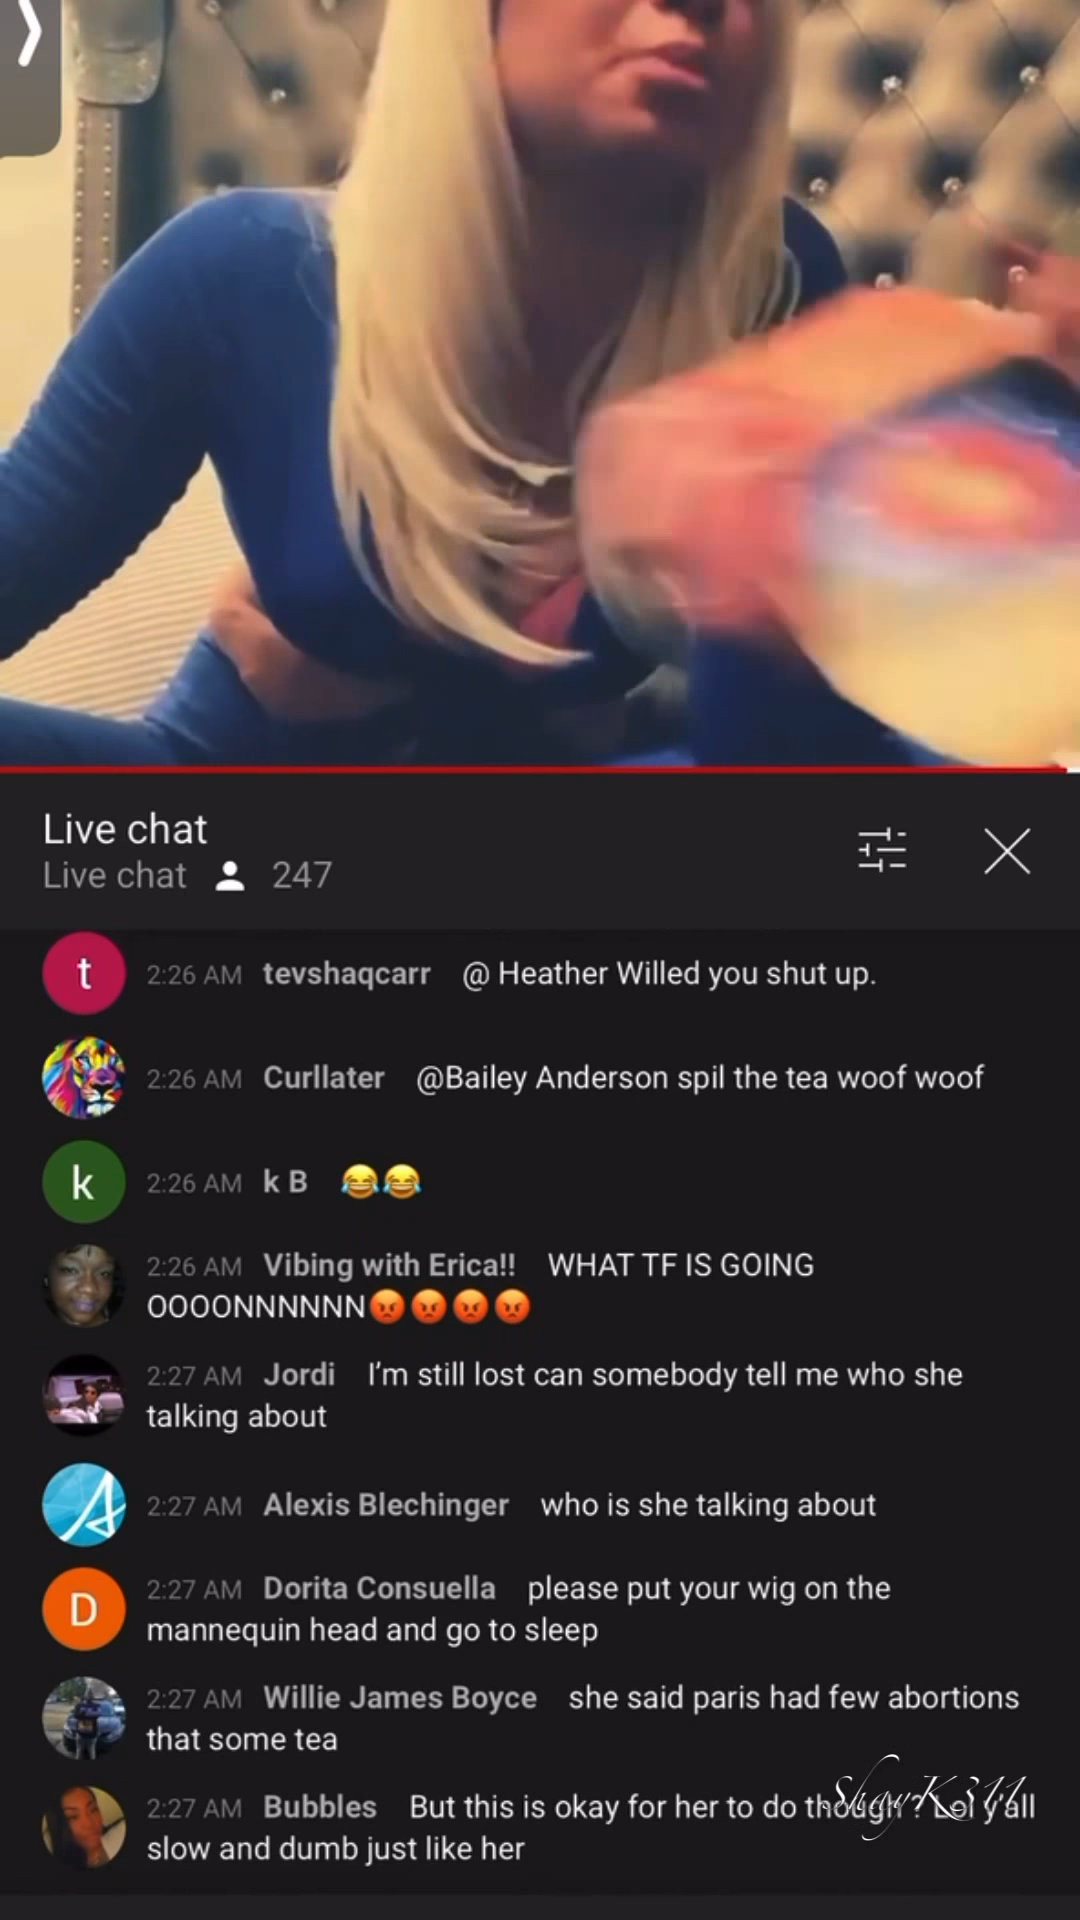 Live chat
Live chat 247
t 2:26 AM tevshaqcarr @ Heather Willed you shut up.
2:26 AM Curllater @Bailey Anderson spil the tea woof woof
k 2:26 AM k B 😂😂
2:26 AM Vibing with Erica!! WHAT TF IS GOING
OOOONNNNNN😡😡😡😡
2:27 AM Jordi I’m still lost can somebody tell me who she
talking about
A 2:27 AM Alexis Blechinger who is she talking about
D 2:27 AM Dorita Consuella please put your wig on the
mannequin head and go to sleep
2:27 AM Willie James Boyce she said paris had few abortions
that some tea
ShayK311
2:27 AM Bubbles But this is okay for her to do though? Lol y’all
slow and dumb just like her